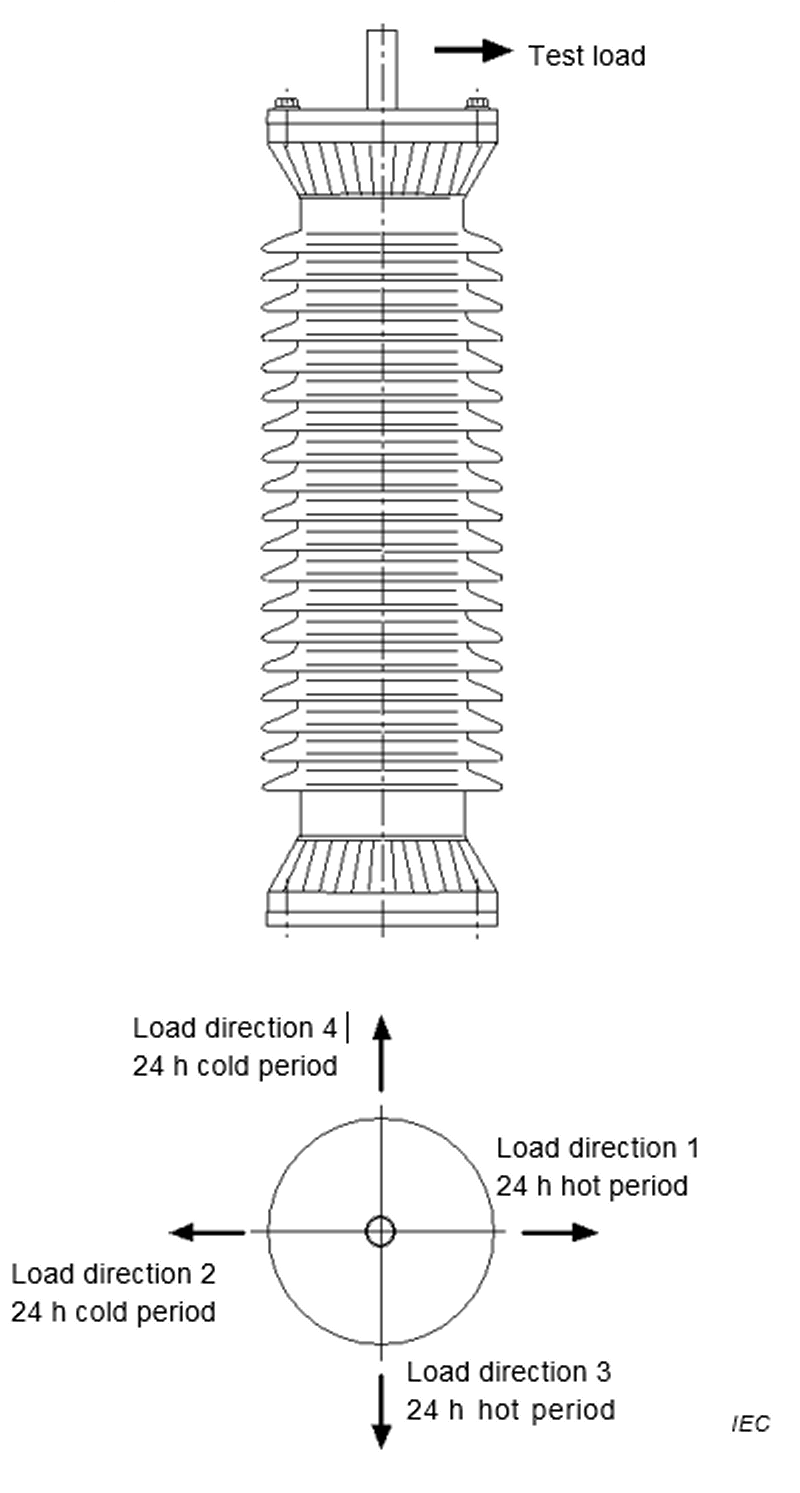 Test load
Load direction 4
24 h cold period
Load direction 1
24 h hot period
Load direction 2
24 h cold period
Load direction 3
24 h hot period
IEC